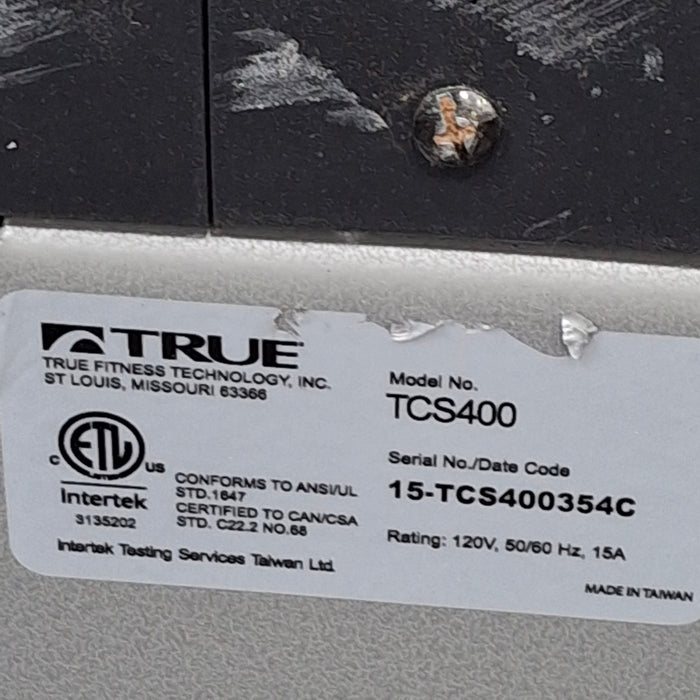 TRUE
TRUE FITNESS TECHNOLOGY, INC.
ST LOUIS, MISSOURI 63366
Model No.
TCS400
Serial No./Date Code
15-TCS400354C
Rating: 120V, 50/60 Hz, 15A
C ETL US
Intertek
3135202
CONFORMS TO ANSI/UL
STD.1647
CERTIFIED TO CAN/CSA
STD. C22.2 NO.68
Intertek Testing Services Taiwan Ltd.
MADE IN TAIWAN